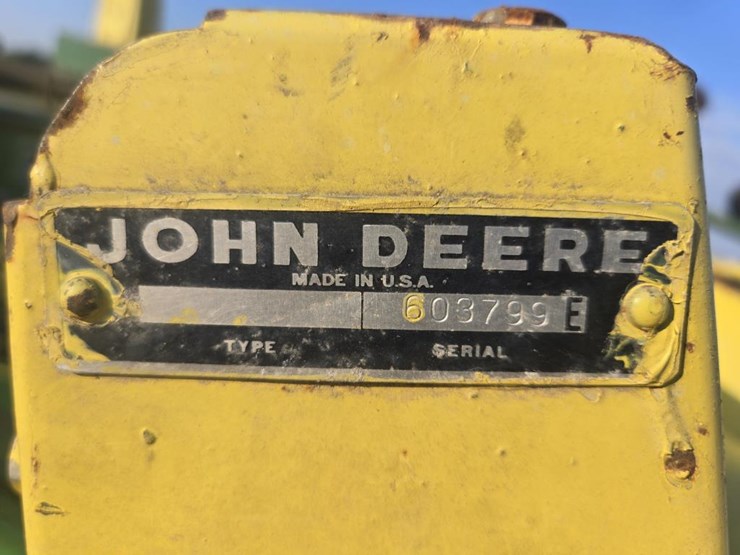 JOHN DEERE
MADE IN U.S.A.
603799 E
TYPE SERIAL